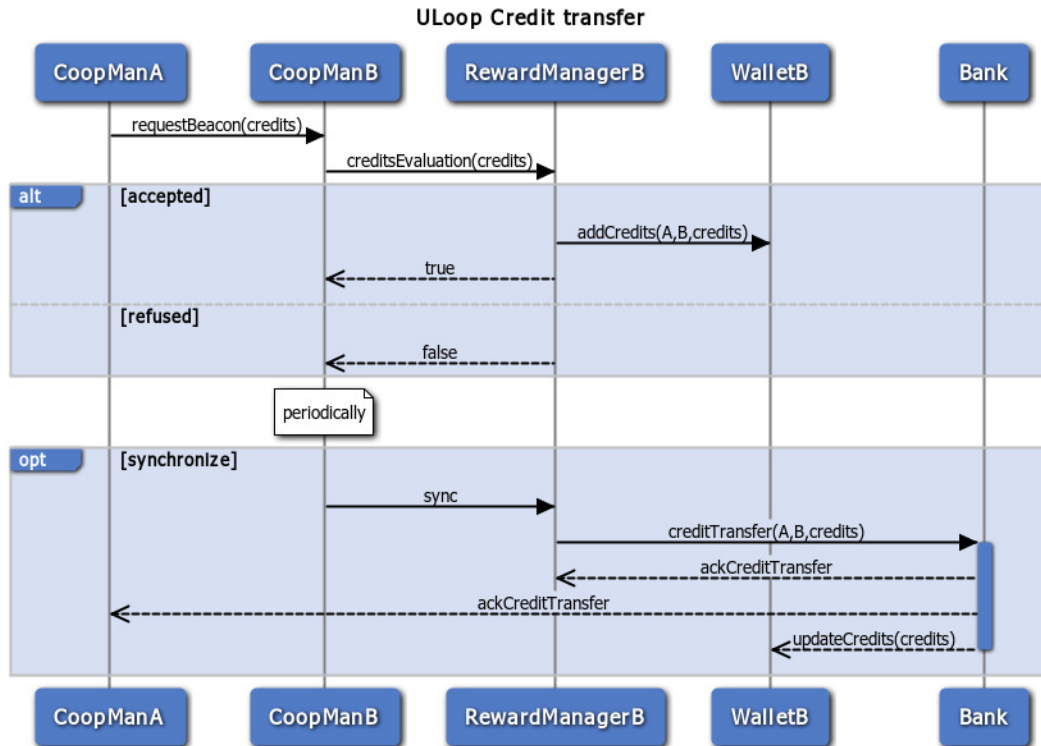 ULoop Credit transfer
CoopManA CoopManB RewardManagerB WalletB Bank
requestBeacon(credits)
creditsEvaluation(credits)
alt [accepted]
addCredits(A,B,credits)
true
[refused]
false
periodically
opt [synchronize]
sync
creditTransfer(A,B,credits)
ackCreditTransfer
ackCreditTransfer
updateCredits(credits)
CoopManA CoopManB RewardManagerB WalletB Bank